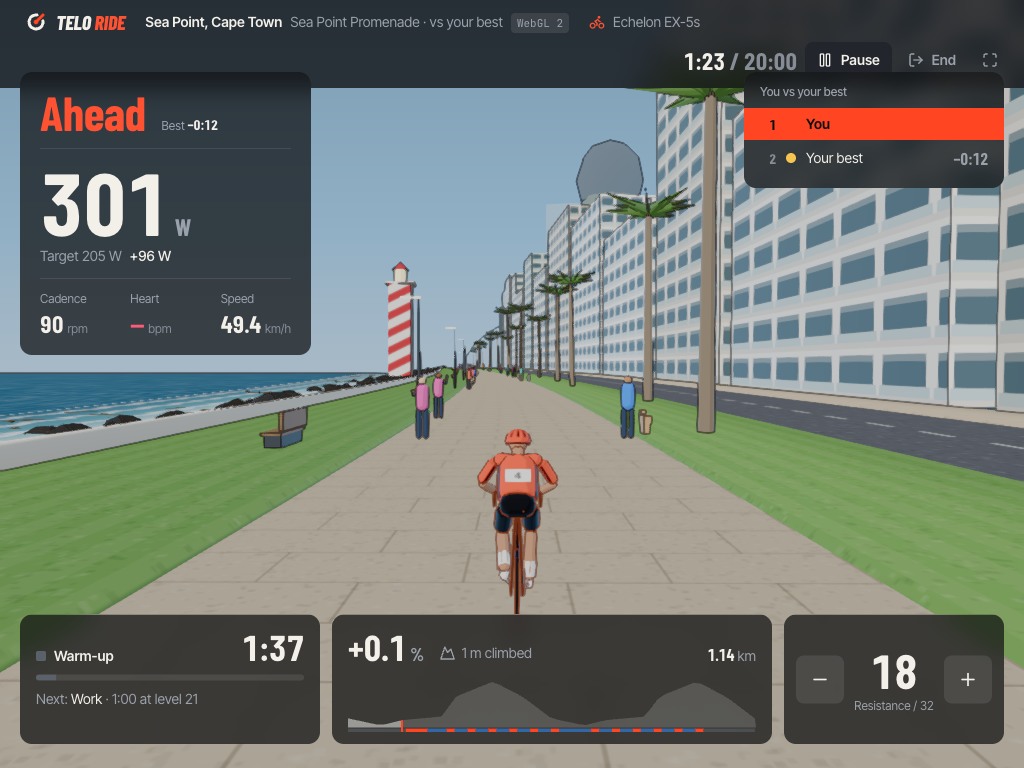 TELO RIDE Sea Point, Cape Town Sea Point Promenade · vs your best WebGL 2 Echelon EX-5s
1:23 / 20:00 Pause End
Ahead Best −0:12
301 W
Target 205 W +96 W
Cadence Heart Speed
90 rpm — bpm 49.4 km/h
You vs your best
1 You
2 Your best −0:12
4
Warm-up 1:37
Next: Work · 1:00 at level 21
+0.1 % 1 m climbed 1.14 km
− 18 +
Resistance / 32